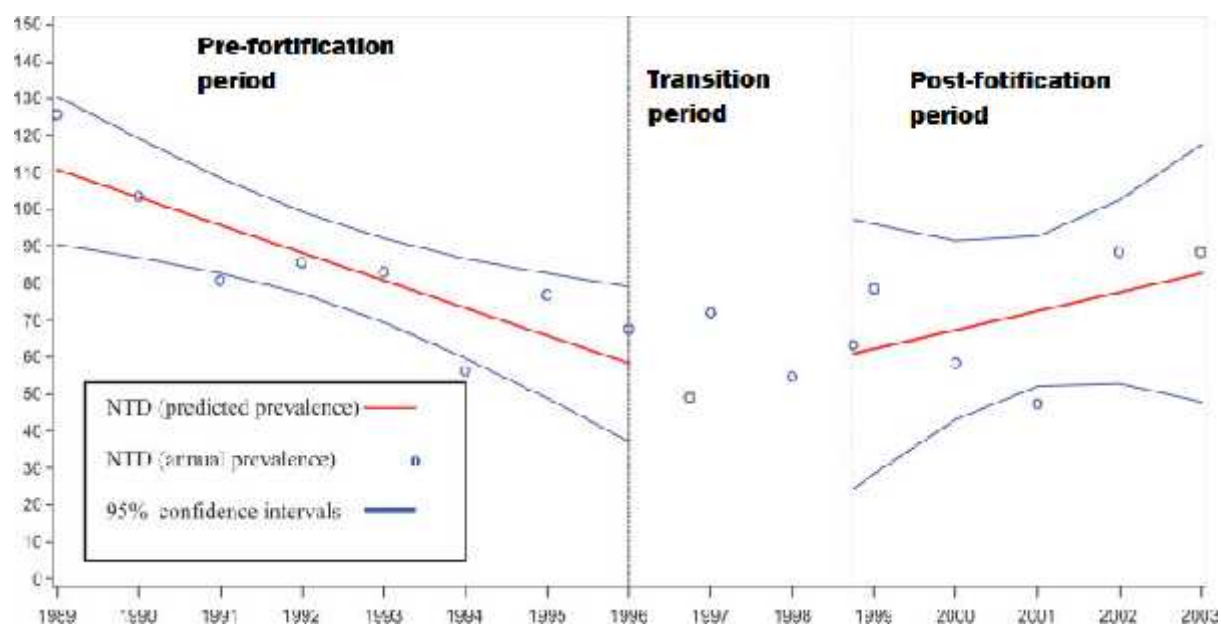 150
140
130
120
110
100
90
80
70
60
50
40
30
20
10
0
Pre-fortification
period
Transition
period
Post-fotification
period
NTD (predicted prevalence)
NTD (annual prevalence)
95% confidence intervals
1989 1990 1991 1992 1993 1994 1995 1996 1997 1998 1999 2000 2001 2002 2003